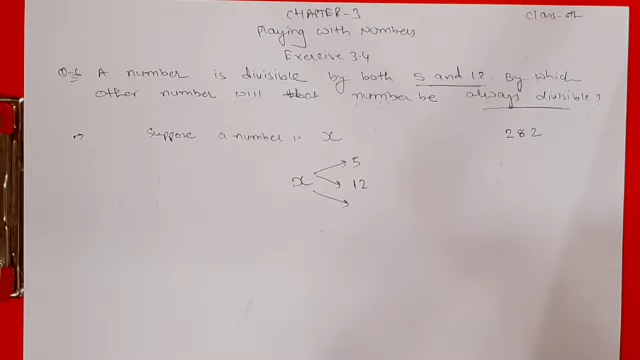 CHAPTER-3
Class-6th
Playing with Numbers
Exercise 3.4
Q-6 A number is divisible by both 5 and 12. By which
other number will that number be always divisible?
→ Suppose a number is x
282
x
5
12